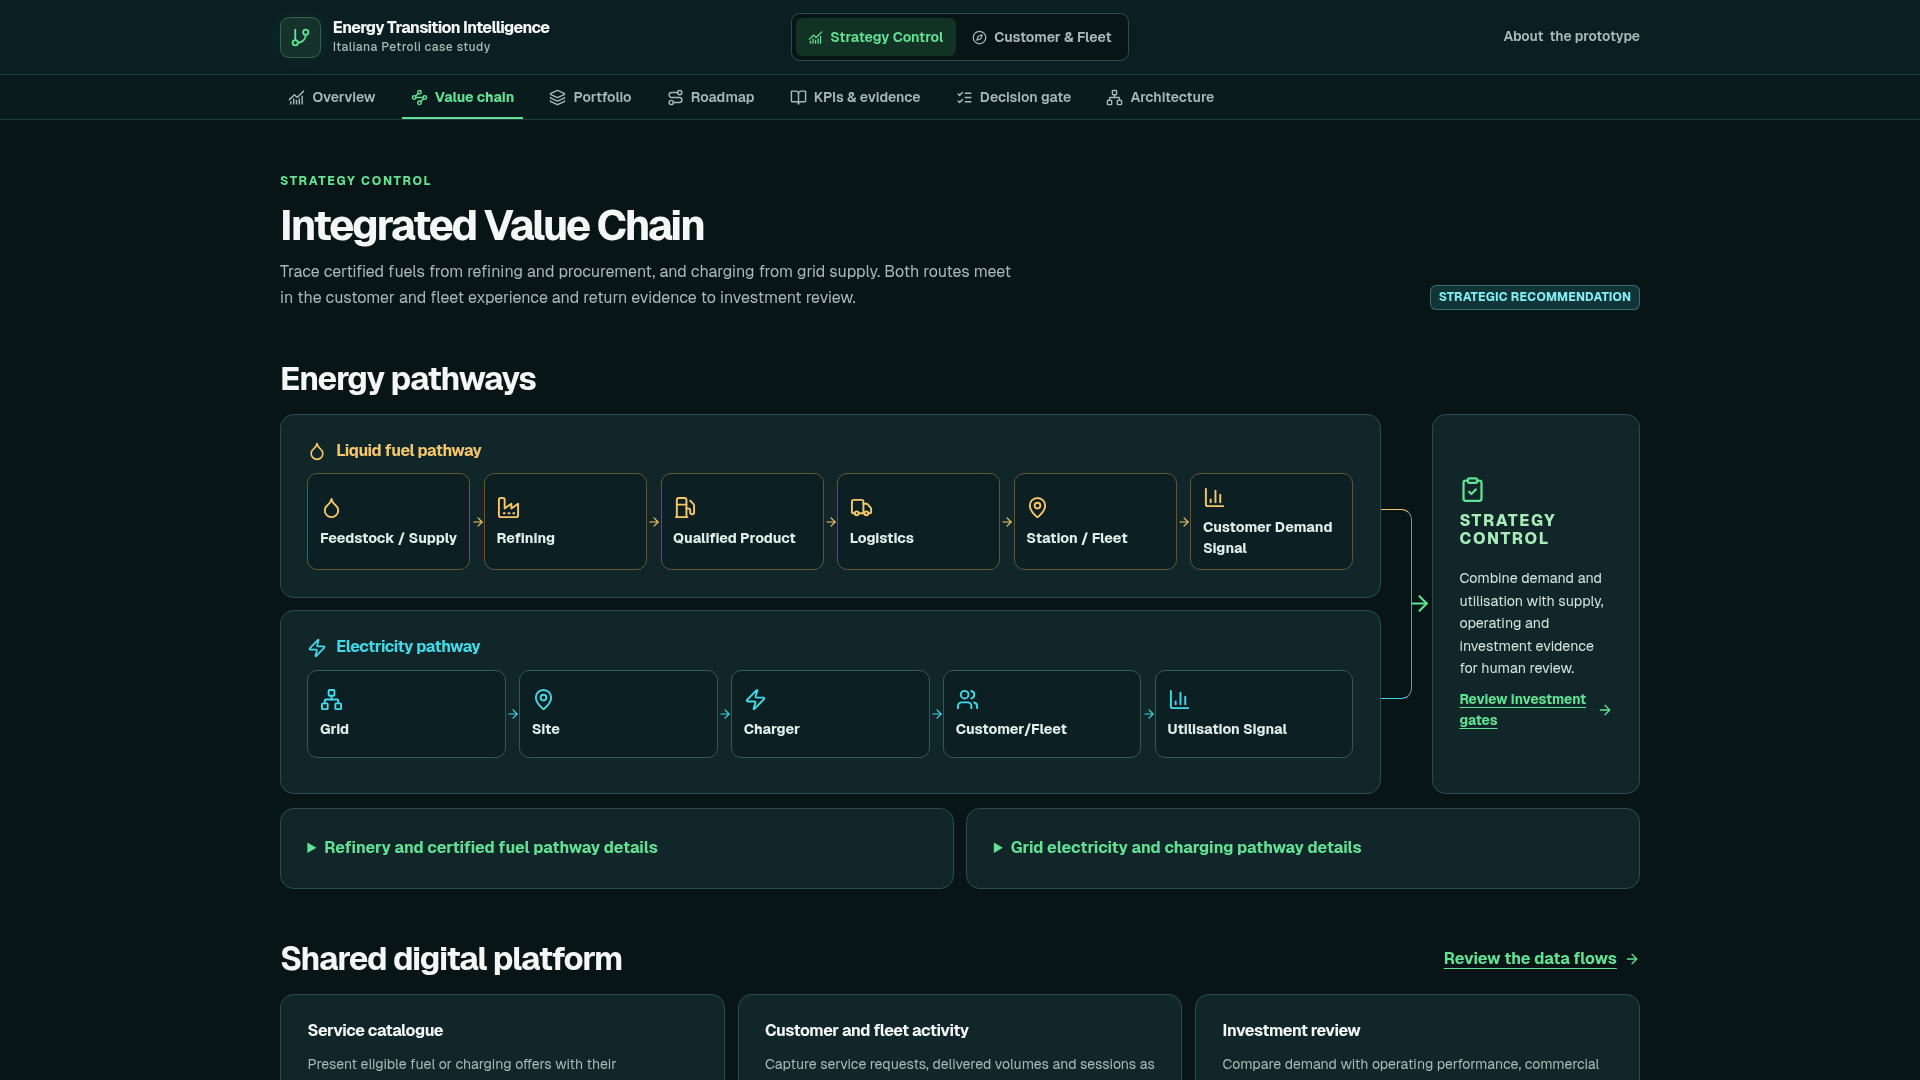 Energy Transition Intelligence
Italiana Petroli case study
Strategy Control
Customer & Fleet
About the prototype
Overview
Value chain
Portfolio
Roadmap
KPIs & evidence
Decision gate
Architecture
STRATEGY CONTROL
Integrated Value Chain
Trace certified fuels from refining and procurement, and charging from grid supply. Both routes meet
in the customer and fleet experience and return evidence to investment review.
STRATEGIC RECOMMENDATION
Energy pathways
Liquid fuel pathway
Feedstock / Supply
Refining
Qualified Product
Logistics
Station / Fleet
Customer Demand
Signal
Electricity pathway
Grid
Site
Charger
Customer/Fleet
Utilisation Signal
STRATEGY
CONTROL
Combine demand and
utilisation with supply,
operating and
investment evidence
for human review.
Review investment
gates
Refinery and certified fuel pathway details
Grid electricity and charging pathway details
Shared digital platform
Review the data flows
Service catalogue
Present eligible fuel or charging offers with their
Customer and fleet activity
Capture service requests, delivered volumes and sessions as
Investment review
Compare demand with operating performance, commercial